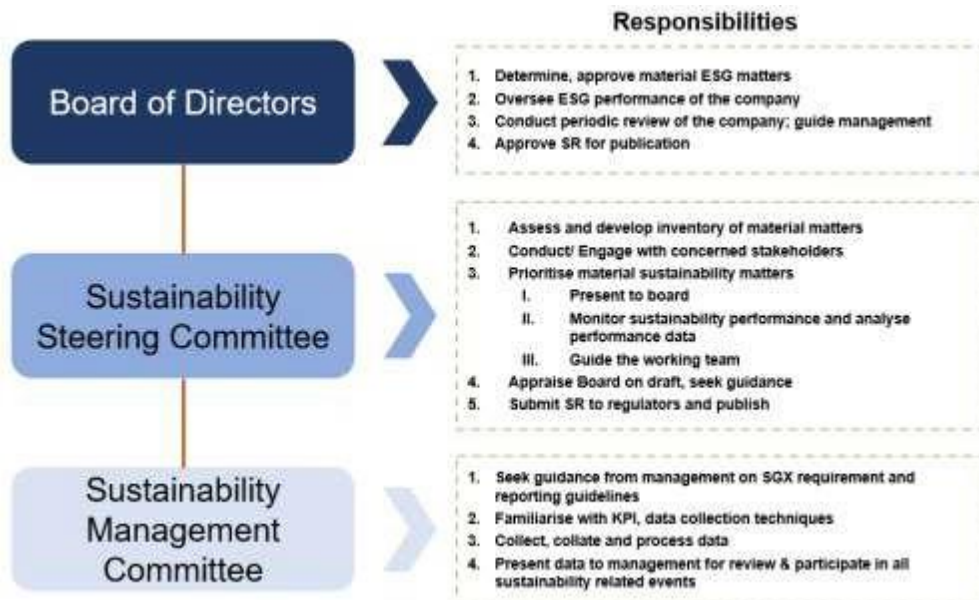 Responsibilities
Board of Directors
1. Determine, approve material ESG matters
2. Oversee ESG performance of the company
3. Conduct periodic review of the company; guide management
4. Approve SR for publication
Sustainability
Steering Committee
1. Assess and develop inventory of material matters
2. Conduct/ Engage with concerned stakeholders
3. Prioritise material sustainability matters
I. Present to board
II. Monitor sustainability performance and analyse
performance data
III. Guide the working team
4. Appraise Board on draft, seek guidance
5. Submit SR to regulators and publish
Sustainability
Management
Committee
1. Seek guidance from management on SGX requirement and
reporting guidelines
2. Familiarise with KPI, data collection techniques
3. Collect, collate and process data
4. Present data to management for review & participate in all
sustainability related events